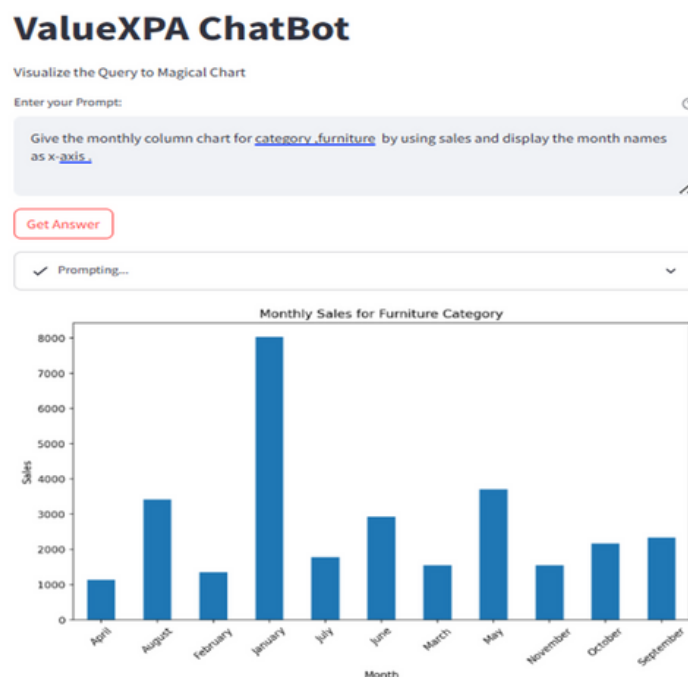 ValueXPA ChatBot
Visualize the Query to Magical Chart
Enter your Prompt:
Give the monthly column chart for category ,furniture by using sales and display the month names
as x-axis .
Get Answer
Prompting...
Monthly Sales for Furniture Category
8000
7000
6000
5000
4000
3000
2000
1000
0
Sales
April
August
February
January
July
June
March
May
November
October
September
Month